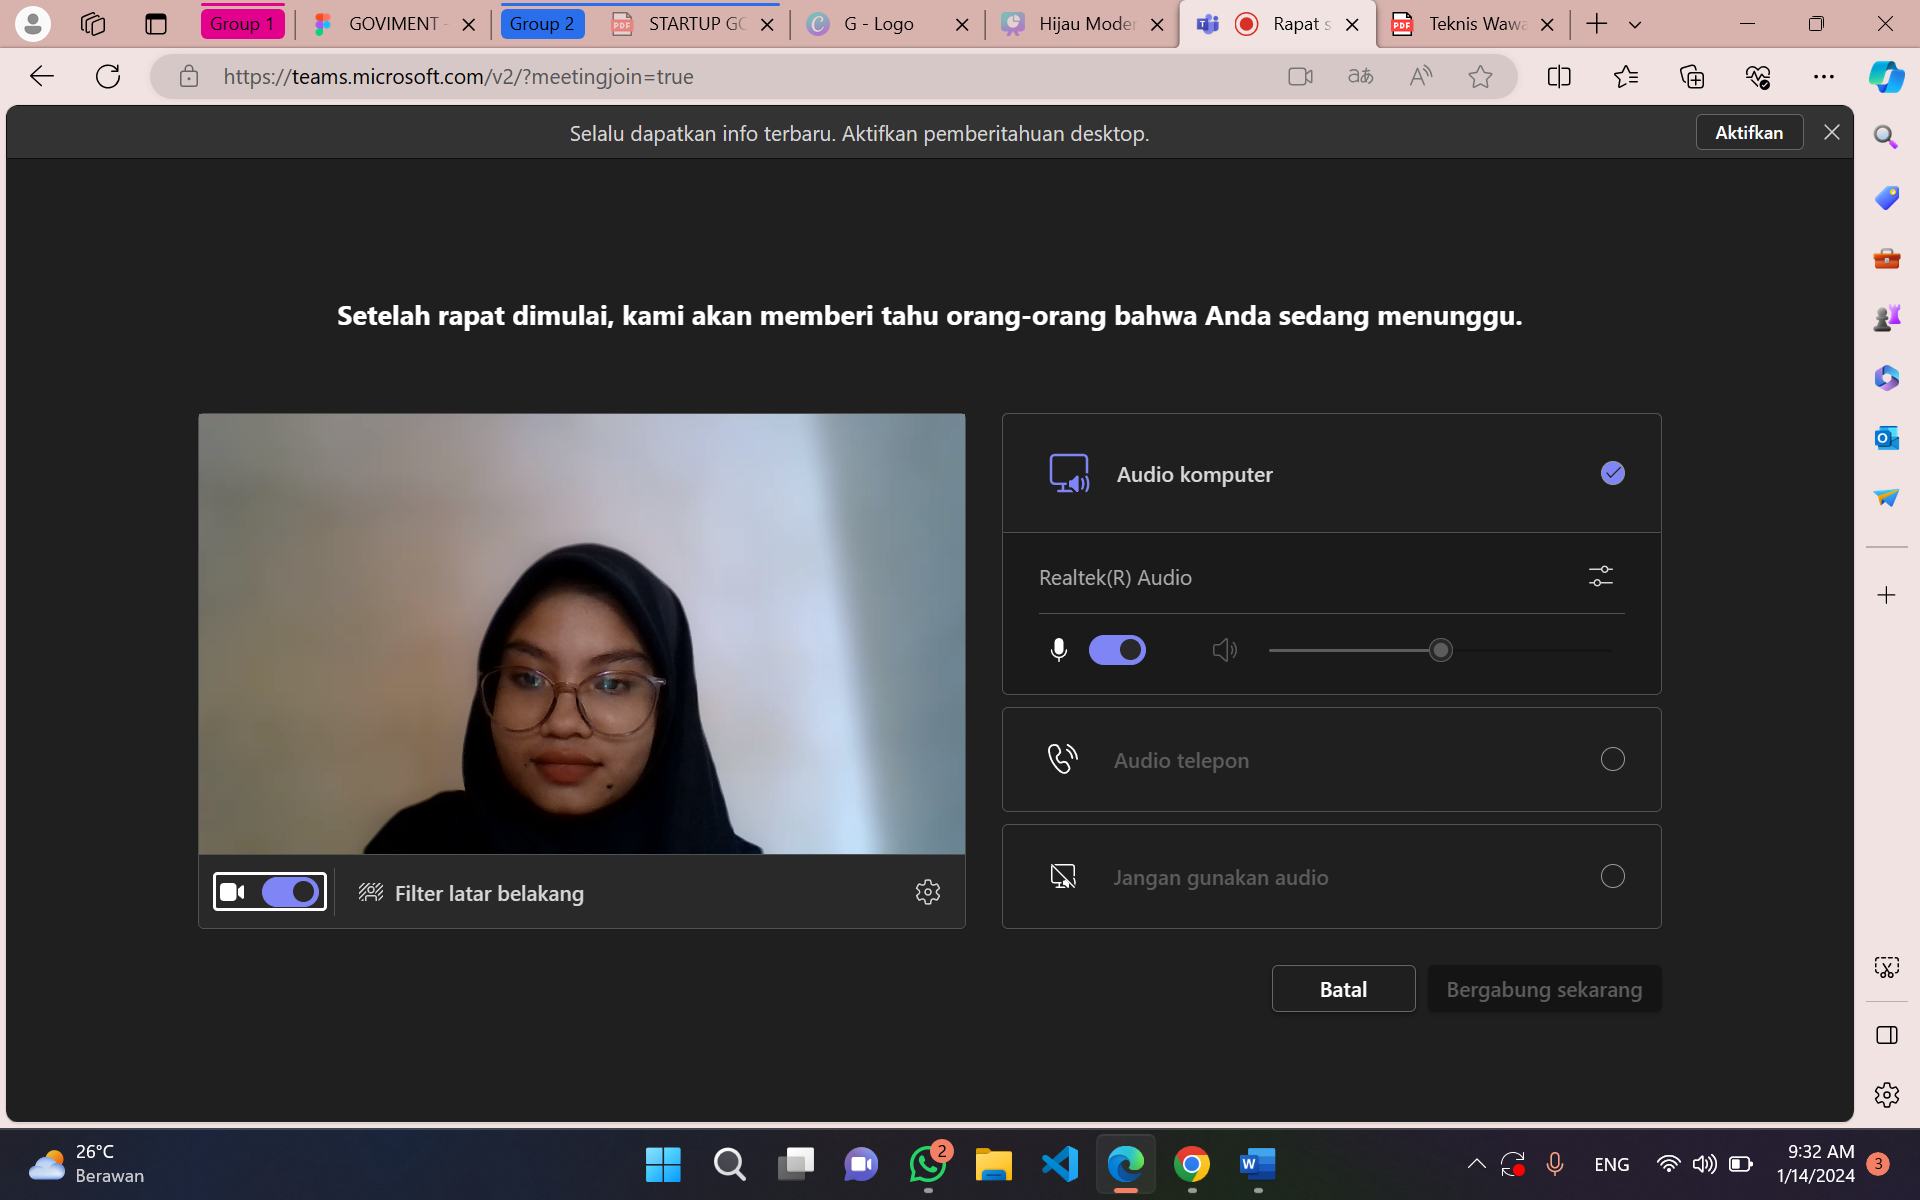 Group 1
GOVIMENT -
Group 2
STARTUP GO
G - Logo
Hijau Moder
Rapat s
Teknis Wawa
https://teams.microsoft.com/v2/?meetingjoin=true
Selalu dapatkan info terbaru. Aktifkan pemberitahuan desktop.
Aktifkan
Setelah rapat dimulai, kami akan memberi tahu orang-orang bahwa Anda sedang menunggu.
Audio komputer
Realtek(R) Audio
Audio telepon
Jangan gunakan audio
Filter latar belakang
Batal
Bergabung sekarang
26°C
Berawan
2
ENG
9:32 AM
1/14/2024
3